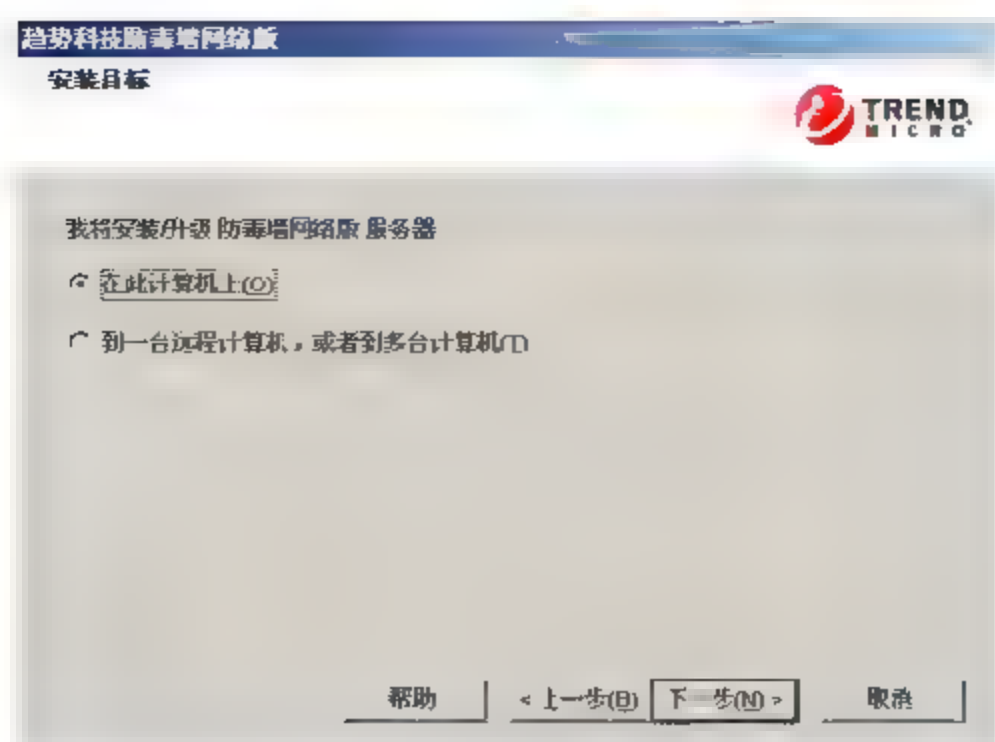 趋势科技防毒墙网络版
安装目标
TREND
MICRO
我将安装/升级 防毒墙网络版 服务器
在此计算机上(O)
到一台远程计算机，或者到多台计算机(T)
帮助
< 上一步(B)
下一步(N) >
取消